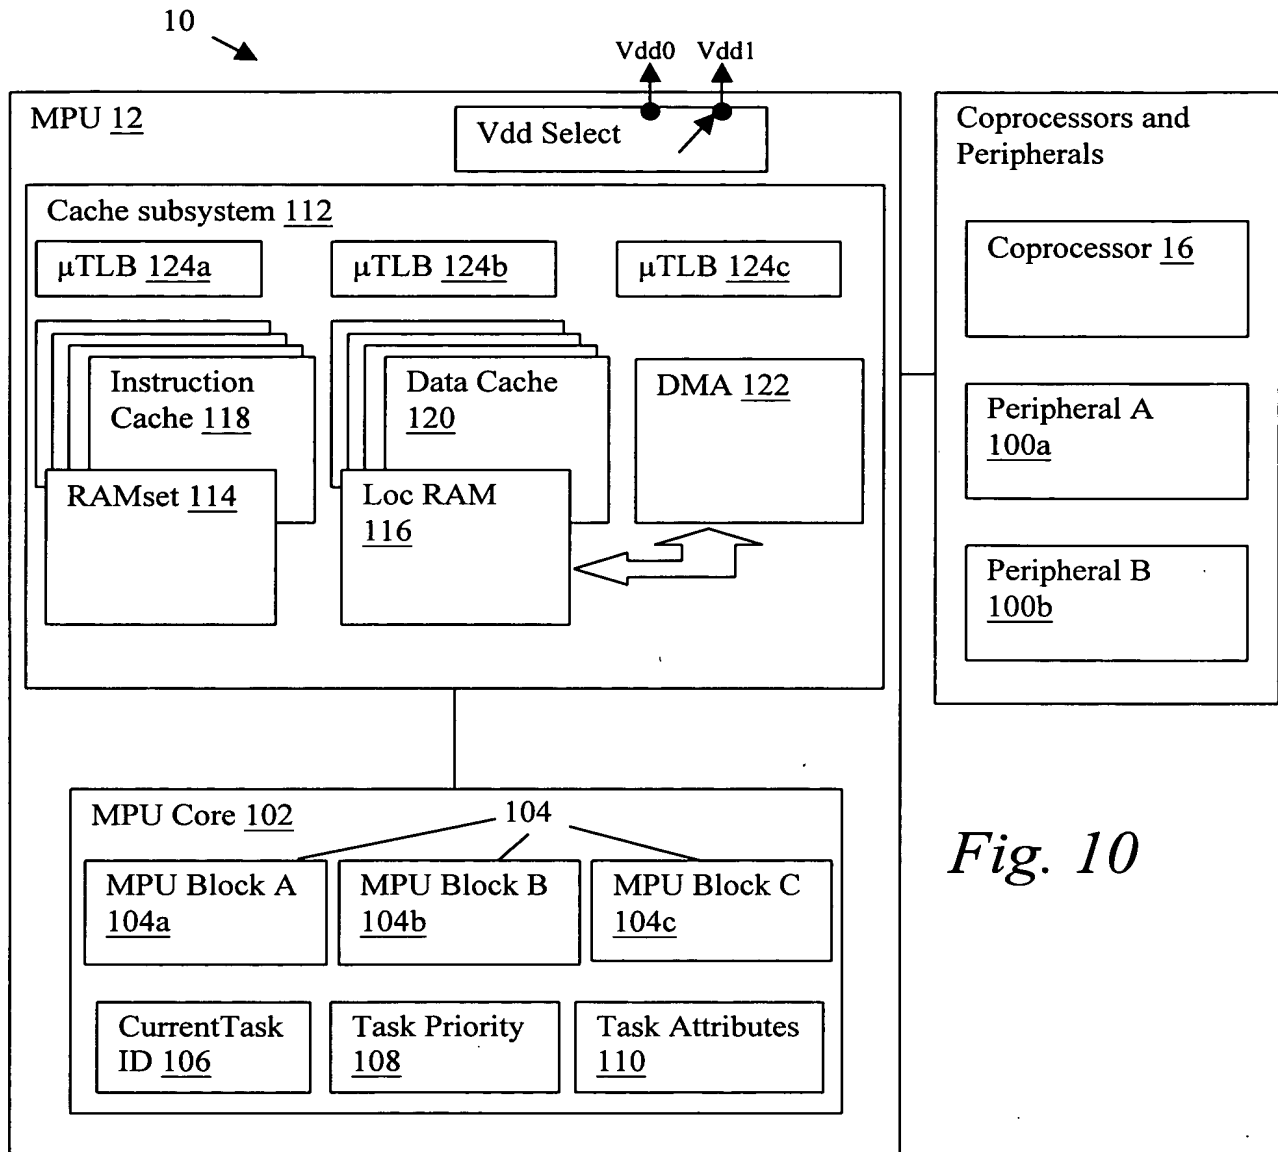 10
Vdd0 Vdd1
MPU 12
Vdd Select
Cache subsystem 112
µTLB 124a
µTLB 124b
µTLB 124c
Instruction
Cache 118
RAMset 114
Data Cache
120
Loc RAM
116
DMA 122
Coprocessors and
Peripherals
Coprocessor 16
Peripheral A
100a
Peripheral B
100b
MPU Core 102
104
MPU Block A
104a
MPU Block B
104b
MPU Block C
104c
CurrentTask
ID 106
Task Priority
108
Task Attributes
110
Fig. 10